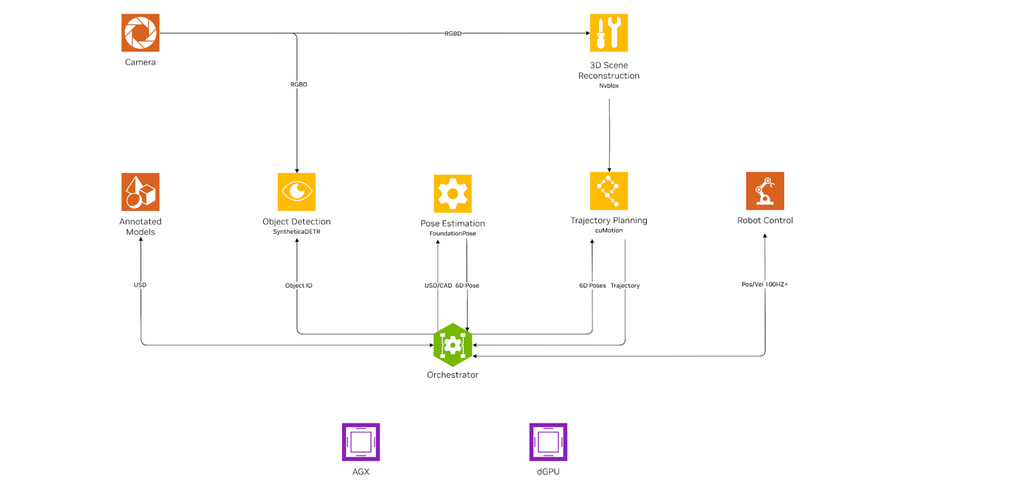 RGBD
Camera
3D Scene
Reconstruction
Nvblox
RGBD
Annotated
Models
Object Detection
SyntheticaDETR
Pose Estimation
FoundationPose
Trajectory Planning
cuMotion
Robot Control
USD
Object ID
USD/CAD
6D Pose
6D Poses
Trajectory
Pos/Vel 100HZ+
Orchestrator
AGX
dGPU